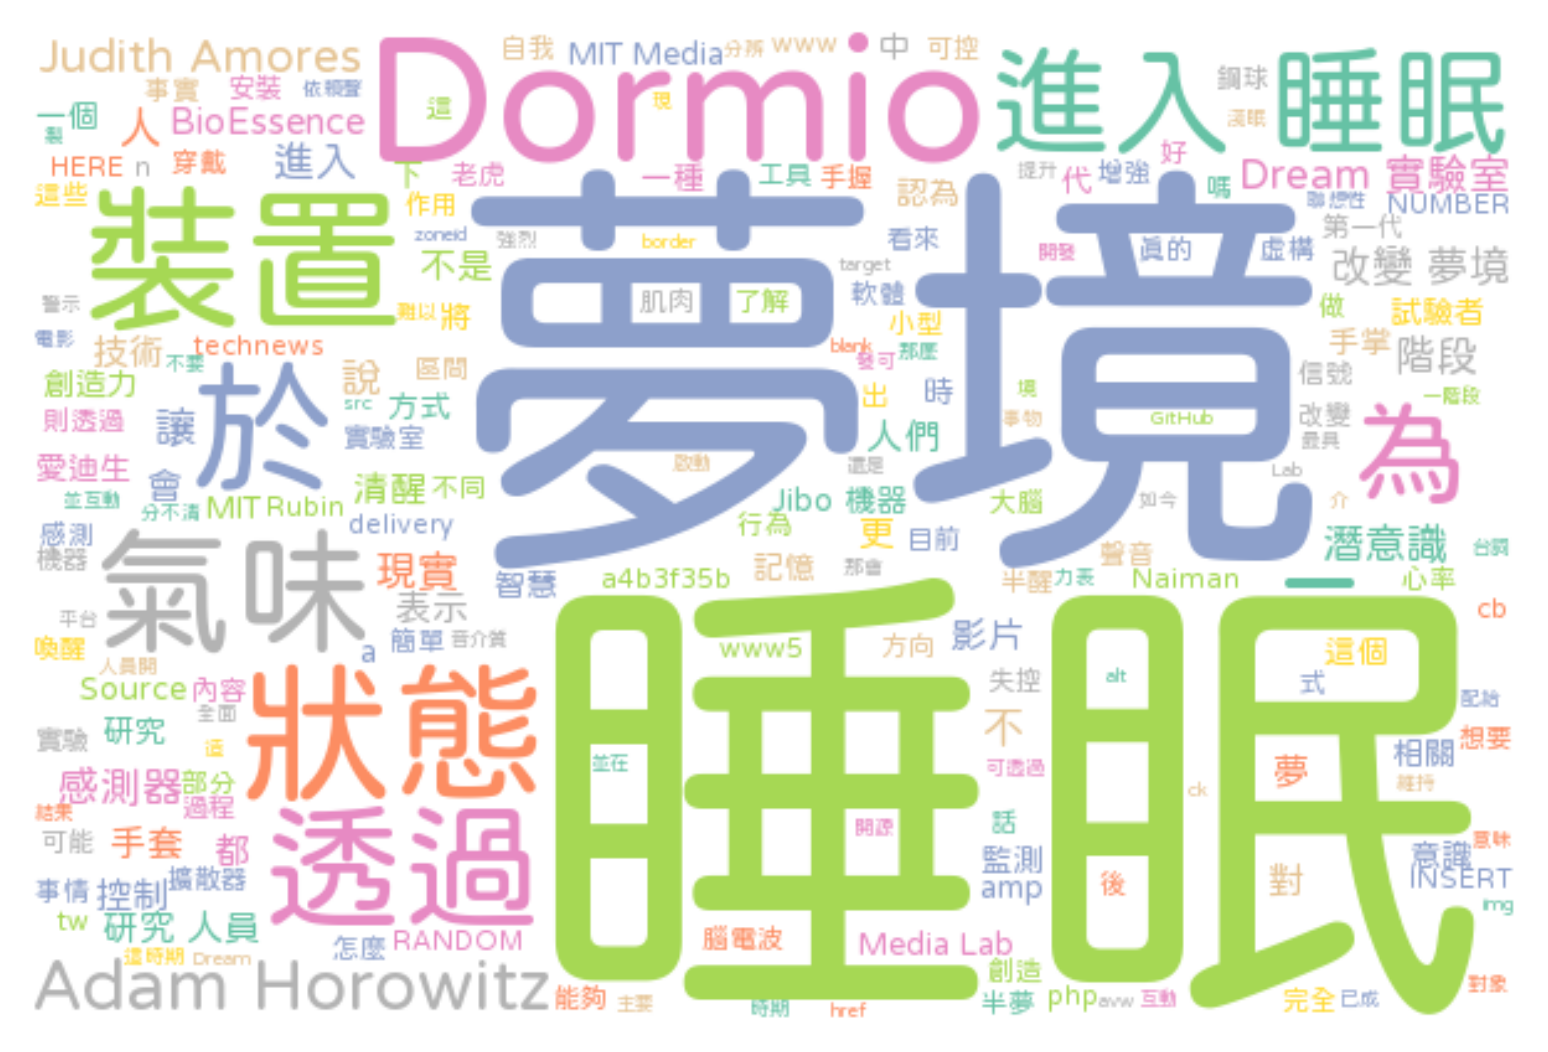 Judith Amores
Dormio
自我
MIT Media
分辨
www
中
可控
進入 睡眠
鋼球
事實
安裝
依賴聲
一個
人
BioEssence
這
現
淺眠
製
HERE
n
穿戴
進入
下
老虎
一種
工具
手握
認為
提升
代
增強
好
嗎
Dream 實驗室
這些
作用
聯想性
NUMBER
裝置
夢境
zoneid
強烈
border
看來
開發
真的
虛構
第一代
不是
target
改變 夢境
警示
難以
將
肌肉
了解
軟體
小型
做
試驗者
電影
技術
technews
不要
blank
發可
那麼
手掌
階段
創造力
於
說
區間
出
時
境
信號
一階段
則透過
讓
src
方式
實驗室
人們
事物
GitHub
改變
最具
為
愛迪生
會
清醒
不同
啟動
還是
Lab
並互動
分不清
MIT
Rubin
Jibo 機器
大腦
如今
介
感測
delivery
行為
更
目前
潛意識
台詞
機器
氣味
現實
智慧
a4b3f35b
記憶
那會
聲音
半醒
力表
Naiman
一
心率
平台
表示
睡眠
cb
喚醒
人員開
a
簡單
音介質
www5
方向
影片
這個
Source
內容
狀態
失控
alt
式
配給
全面
實驗
研究
這
不
想要
並在
可透過
夢
相關
感測器
部分
過程
維持
ck
結果
透過
開源
話
可能
手套
都
意味
監測
意識
事情
控制
擴散器
amp
後
對
INSERT
img
tw
研究 人員
怎麼
RANDOM
腦電波
Media Lab
這時期
Dream
創造
Adam Horowitz
能夠
主要
時期
href
半夢
php
avw
互動
完全
已成
對象